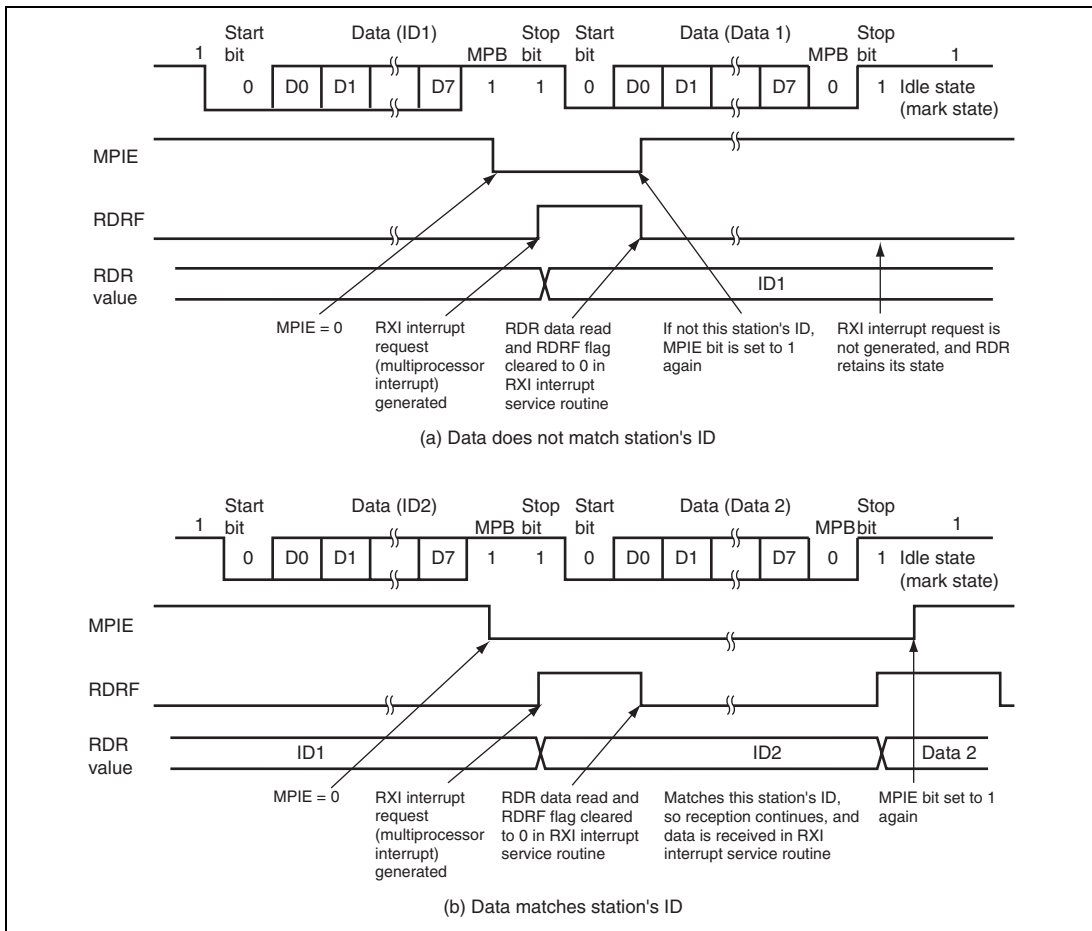 Start bit Data (ID1) MPB Stop bit Start bit Data (Data 1) MPB Stop bit
1 0 D0 D1 D7 1 1 0 D0 D1 D7 0 1 1
Idle state
(mark state)
MPIE
RDRF
RDR
value
ID1
MPIE = 0
RXI interrupt
request
(multiprocessor
interrupt)
generated
RDR data read
and RDRF flag
cleared to 0 in
RXI interrupt
service routine
If not this station's ID,
MPIE bit is set to 1
again
RXI interrupt request is
not generated, and RDR
retains its state
(a) Data does not match station's ID
Start bit Data (ID2) MPB Stop bit Start bit Data (Data 2) MPB Stop bit
1 0 D0 D1 D7 1 1 0 D0 D1 D7 0 1 1
Idle state
(mark state)
MPIE
RDRF
RDR
value
ID1 ID2 Data 2
MPIE = 0
RXI interrupt
request
(multiprocessor
interrupt)
generated
RDR data read and
RDRF flag cleared
to 0 in RXI interrupt
service routine
Matches this station's ID,
so reception continues, and
data is received in RXI
interrupt service routine
MPIE bit set to 1
again
(b) Data matches station's ID